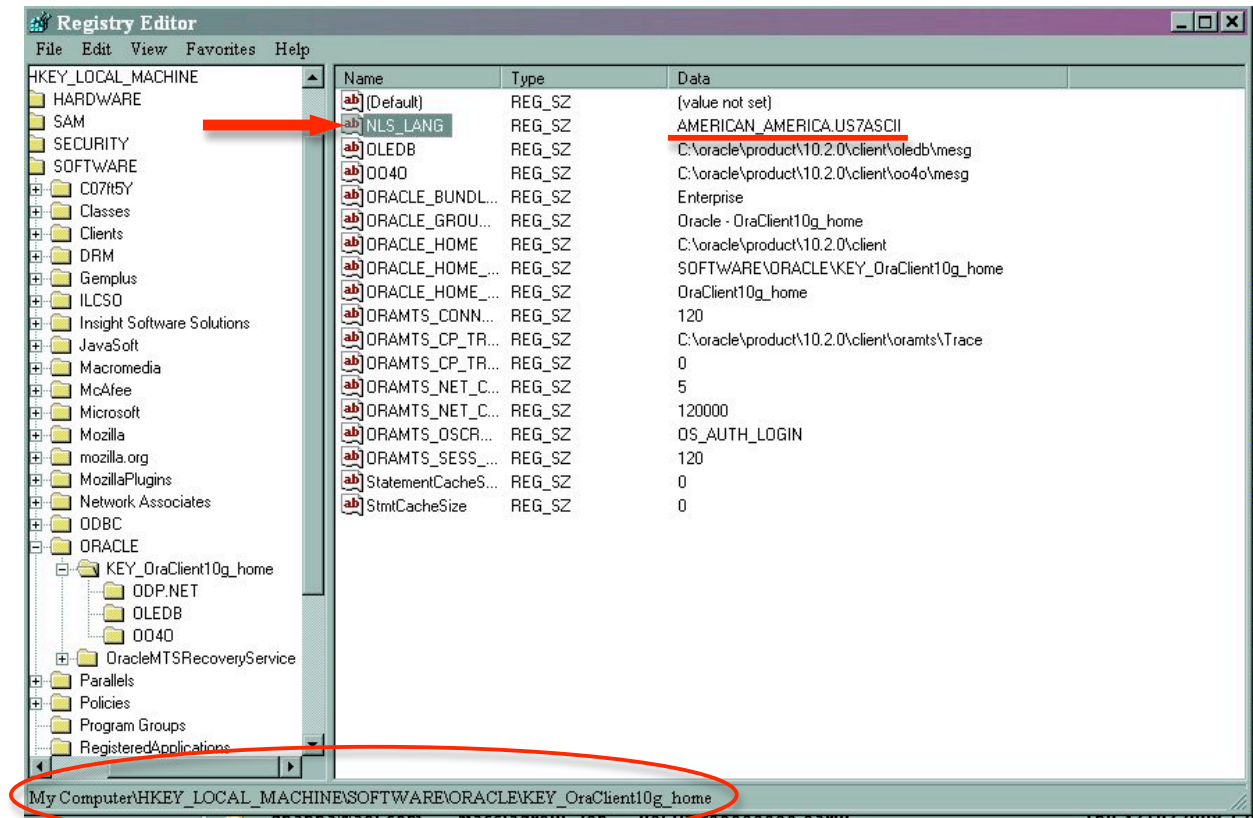 Registry Editor
File Edit View Favorites Help
HKEY_LOCAL_MACHINE
HARDWARE
SAM
SECURITY
SOFTWARE
C07ft5Y
Classes
Clients
DRM
Gemplus
ILCSO
Insight Software Solutions
JavaSoft
Macromedia
McAfee
Microsoft
Mozilla
mozilla.org
MozillaPlugins
Network Associates
ODBC
ORACLE
KEY_OraClient10g_home
ODP.NET
OLEDB
OO4O
OracleMTSRecoveryService
Parallels
Policies
Program Groups
RegisteredApplications
Name Type Data
(Default) REG_SZ (value not set)
NLS_LANG REG_SZ AMERICAN_AMERICA.US7ASCII
OLEDB REG_SZ C:\oracle\product\10.2.0\client\oledb\mesg
OO4O REG_SZ C:\oracle\product\10.2.0\client\oo4o\mesg
ORACLE_BUNDL... REG_SZ Enterprise
ORACLE_GROU... REG_SZ Oracle - OraClient10g_home
ORACLE_HOME REG_SZ C:\oracle\product\10.2.0\client
ORACLE_HOME_... REG_SZ SOFTWARE\ORACLE\KEY_OraClient10g_home
ORACLE_HOME_... REG_SZ OraClient10g_home
ORAMTS_CONN... REG_SZ 120
ORAMTS_CP_TR... REG_SZ C:\oracle\product\10.2.0\client\oramts\Trace
ORAMTS_CP_TR... REG_SZ 0
ORAMTS_NET_C... REG_SZ 5
ORAMTS_NET_C... REG_SZ 120000
ORAMTS_OSCR... REG_SZ OS_AUTH_LOGIN
ORAMTS_SESS_... REG_SZ 120
StatementCacheS... REG_SZ 0
StmtCacheSize REG_SZ 0
My Computer\HKEY_LOCAL_MACHINE\SOFTWARE\ORACLE\KEY_OraClient10g_home